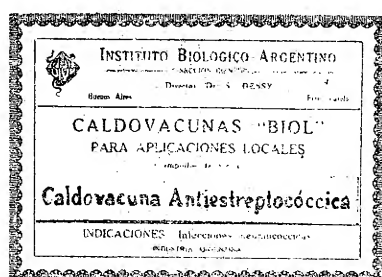 INSTITUTO BIOLOGICO ARGENTINO
Director Dr. S. DESSY
Buenos Aires
CALDOVACUNAS "BIOL"
PARA APLICACIONES LOCALES
Caldovacuna Antiestreptocóccica
INDICACIONES Infecciones